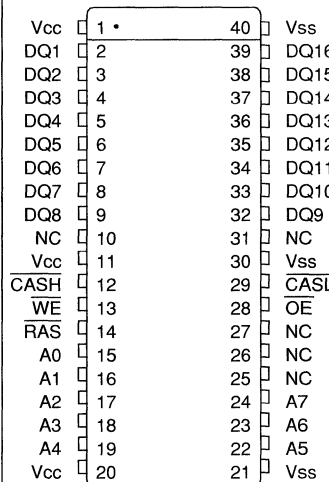 Vcc 1 • 40 Vss
DQ1 2 39 DQ16
DQ2 3 38 DQ15
DQ3 4 37 DQ14
DQ4 5 36 DQ13
DQ5 6 35 DQ12
DQ6 7 34 DQ11
DQ7 8 33 DQ10
DQ8 9 32 DQ9
NC 10 31 NC
Vcc 11 30 Vss
CASH 12 29 CASL
WE 13 28 OE
RAS 14 27 NC
A0 15 26 NC
A1 16 25 NC
A2 17 24 A7
A3 18 23 A6
A4 19 22 A5
Vcc 20 21 Vss